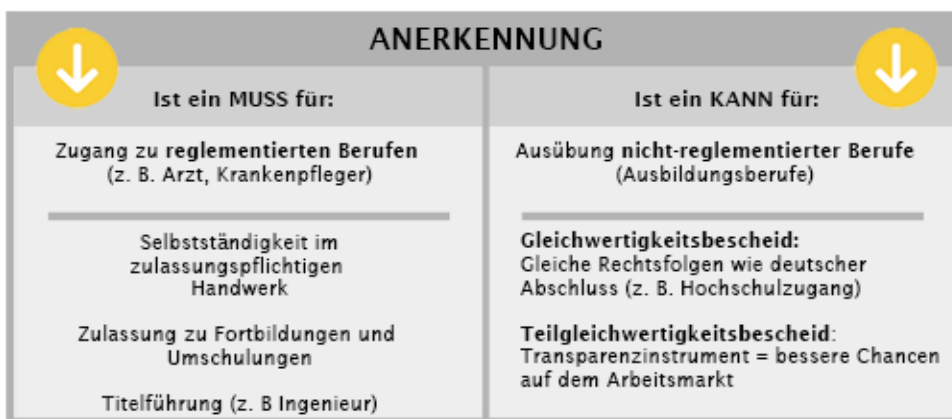 ANERKENNUNG
Ist ein MUSS für:
Zugang zu reglementierten Berufen
(z. B. Arzt, Krankenpfleger)
Selbstständigkeit im
zulassungspflichtigen
Handwerk
Zulassung zu Fortbildungen und
Umschulungen
Titelführung (z. B Ingenieur)
Ist ein KANN für:
Ausübung nicht-reglementierter Berufe
(Ausbildungsberufe)
Gleichwertigkeitsbescheid:
Gleiche Rechtsfolgen wie deutscher
Abschluss (z. B. Hochschulzugang)
Teilgleichwertigkeitsbescheid:
Transparenzinstrument = bessere Chancen
auf dem Arbeitsmarkt